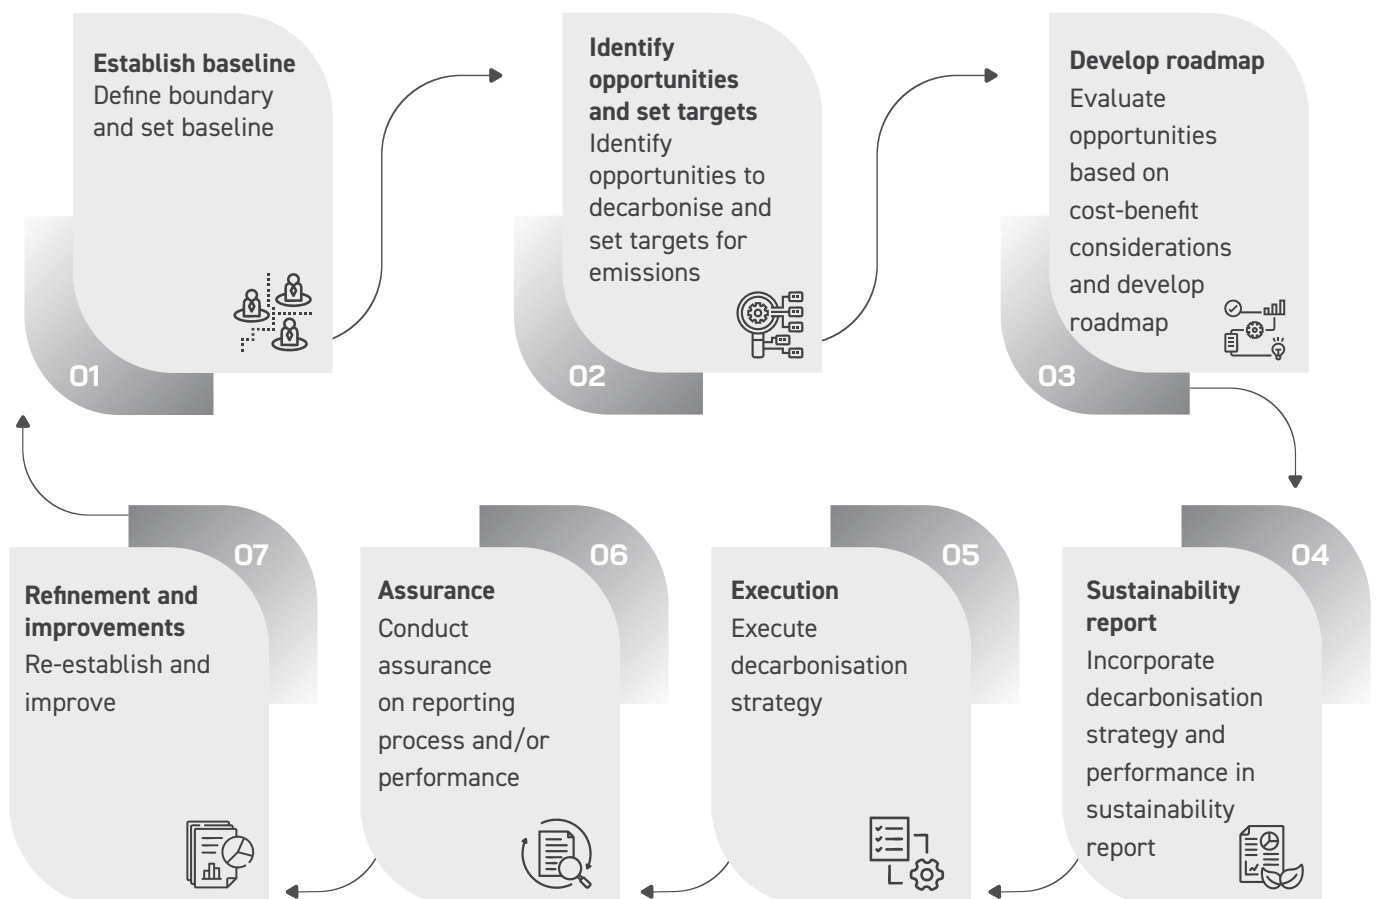 Establish baseline
Define boundary
and set baseline
01
Identify
opportunities
and set targets
Identify
opportunities to
decarbonise and
set targets for
emissions
02
Develop roadmap
Evaluate
opportunities
based on
cost-benefit
considerations
and develop
roadmap
03
04
Sustainability
report
Incorporate
decarbonisation
strategy and
performance in
sustainability
report
05
Execution
Execute
decarbonisation
strategy
06
Assurance
Conduct
assurance
on reporting
process and/or
performance
07
Refinement and
improvements
Re-establish and
improve